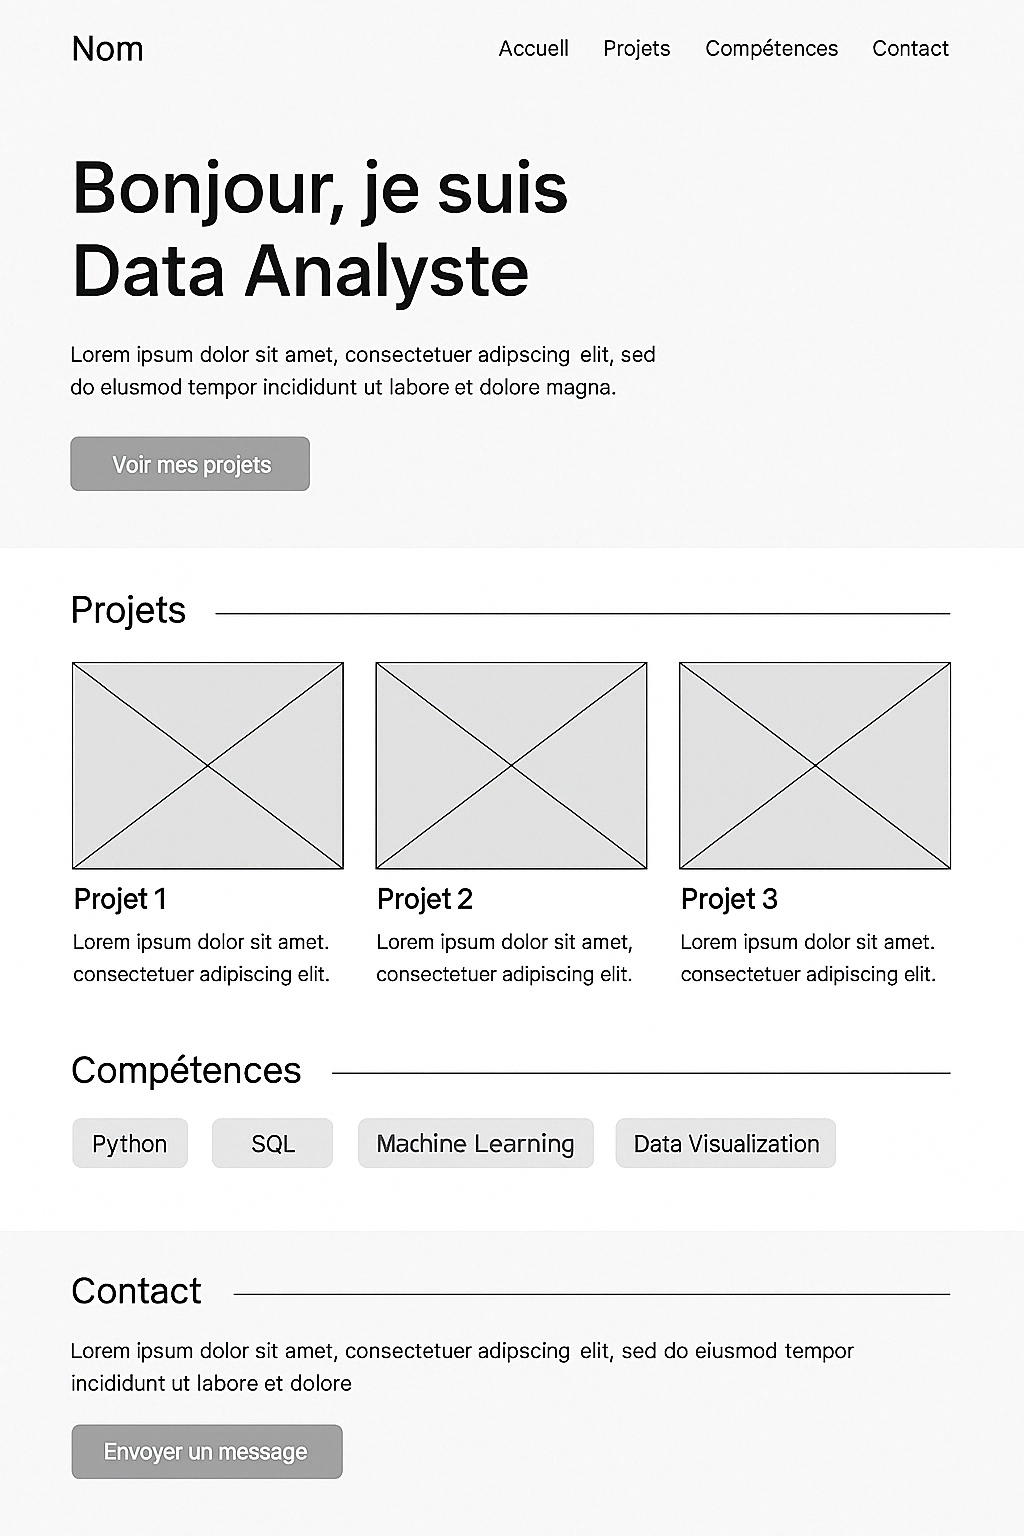 Nom
Accuell Projets Compétences Contact
Bonjour, je suis
Data Analyste
Lorem ipsum dolor sit amet, consectetuer adipscing elit, sed
do elusmod tempor incididunt ut labore et dolore magna.
Voir mes projets
Projets
Projet 1
Lorem ipsum dolor sit amet.
consectetuer adipiscing elit.
Projet 2
Lorem ipsum dolor sit amet,
consectetuer adipiscing elit.
Projet 3
Lorem ipsum dolor sit amet.
consectetuer adipiscing elit.
Compétences
Python SQL Machine Learning Data Visualization
Contact
Lorem ipsum dolor sit amet, consectetuer adipscing elit, sed do eiusmod tempor
incididunt ut labore et dolore
Envoyer un message